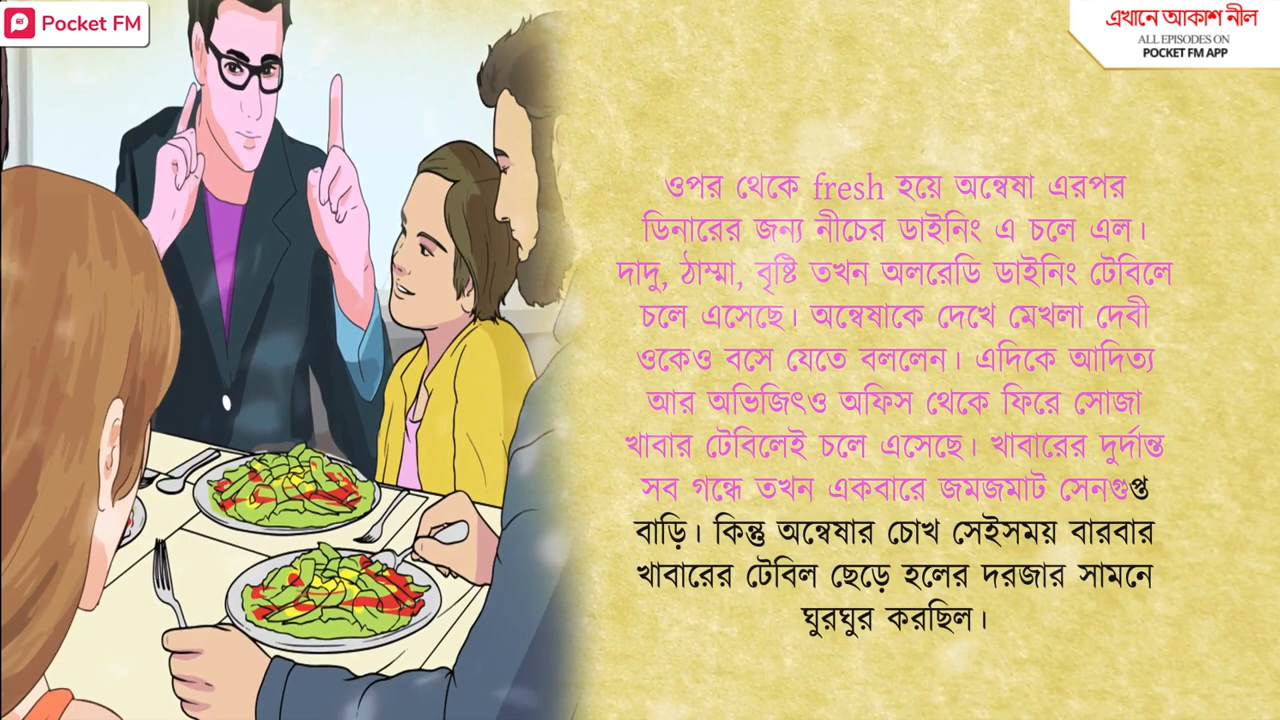 Pocket FM
এখানে আকাশ নীল
ALL EPISODES ON
POCKET FM APP
ওপর থেকে fresh হয়ে অন্বেষা এরপর
ডিনারের জন্য নীচের ডাইনিং এ চলে এল।
দাদু, ঠাম্মা, বৃষ্টি তখন অলরেডি ডাইনিং টেবিলে
চলে এসেছে। অন্বেষাকে দেখে মেখলা দেবী
ওকেও বসে যেতে বললেন। এদিকে আদিত্য
আর অভিজিৎও অফিস থেকে ফিরে সোজা
খাবার টেবিলেই চলে এসেছে। খাবারের দুর্দান্ত
সব গন্ধে তখন একবারে জমজমাট সেনগুপ্ত
বাড়ি। কিন্তু অন্বেষার চোখ সেইসময় বারবার
খাবারের টেবিল ছেড়ে হলের দরজার সামনে
ঘুরঘুর করছিল।